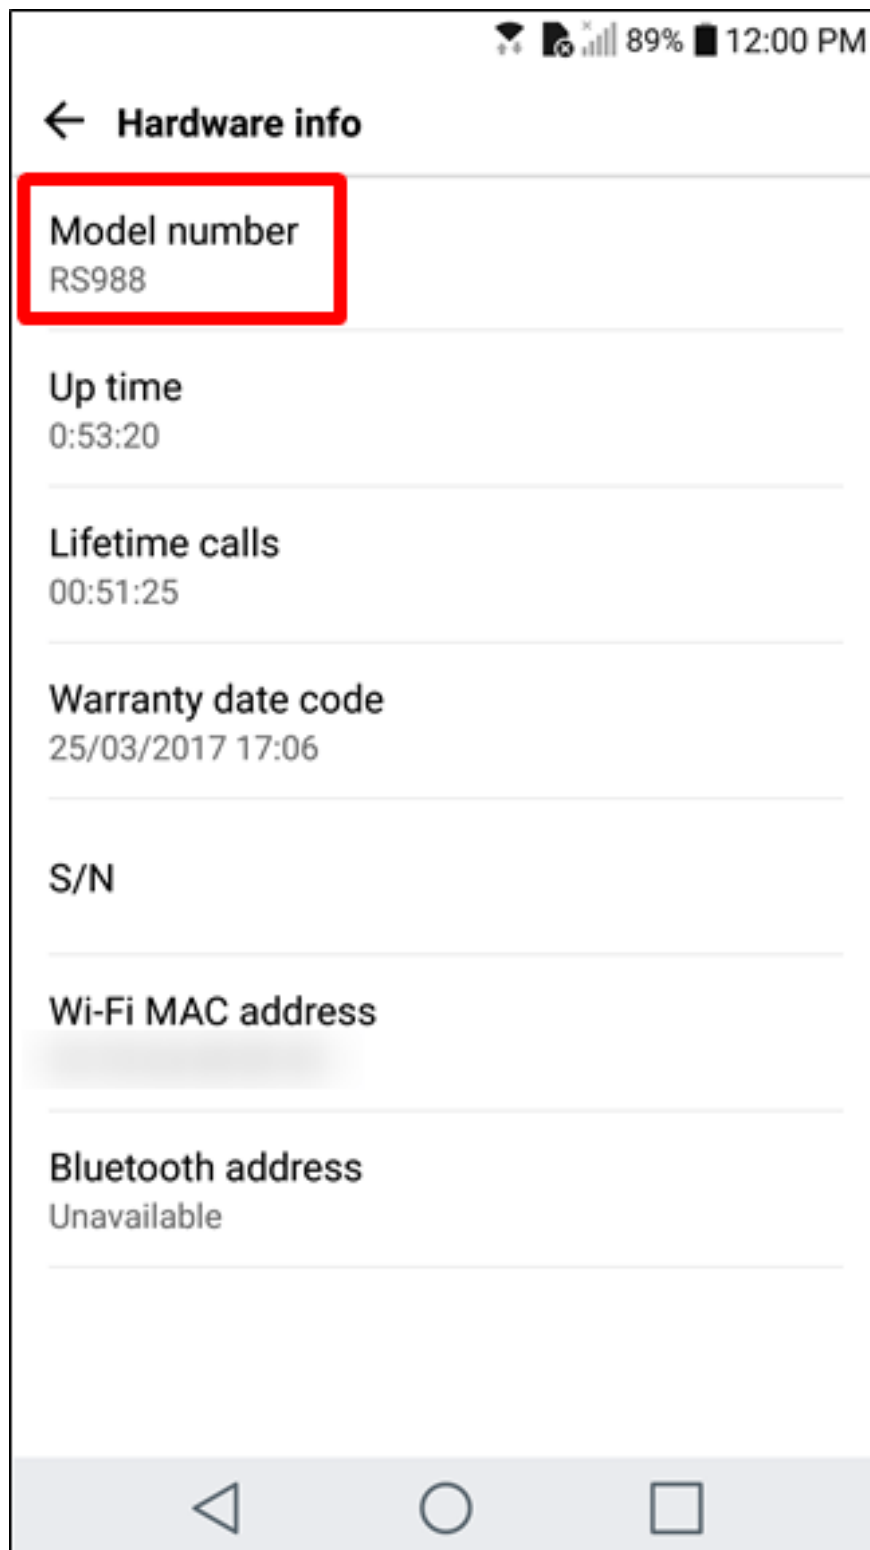 89% 12:00 PM
Hardware info
Model number
RS988
Up time
0:53:20
Lifetime calls
00:51:25
Warranty date code
25/03/2017 17:06
S/N
Wi-Fi MAC address
Bluetooth address
Unavailable